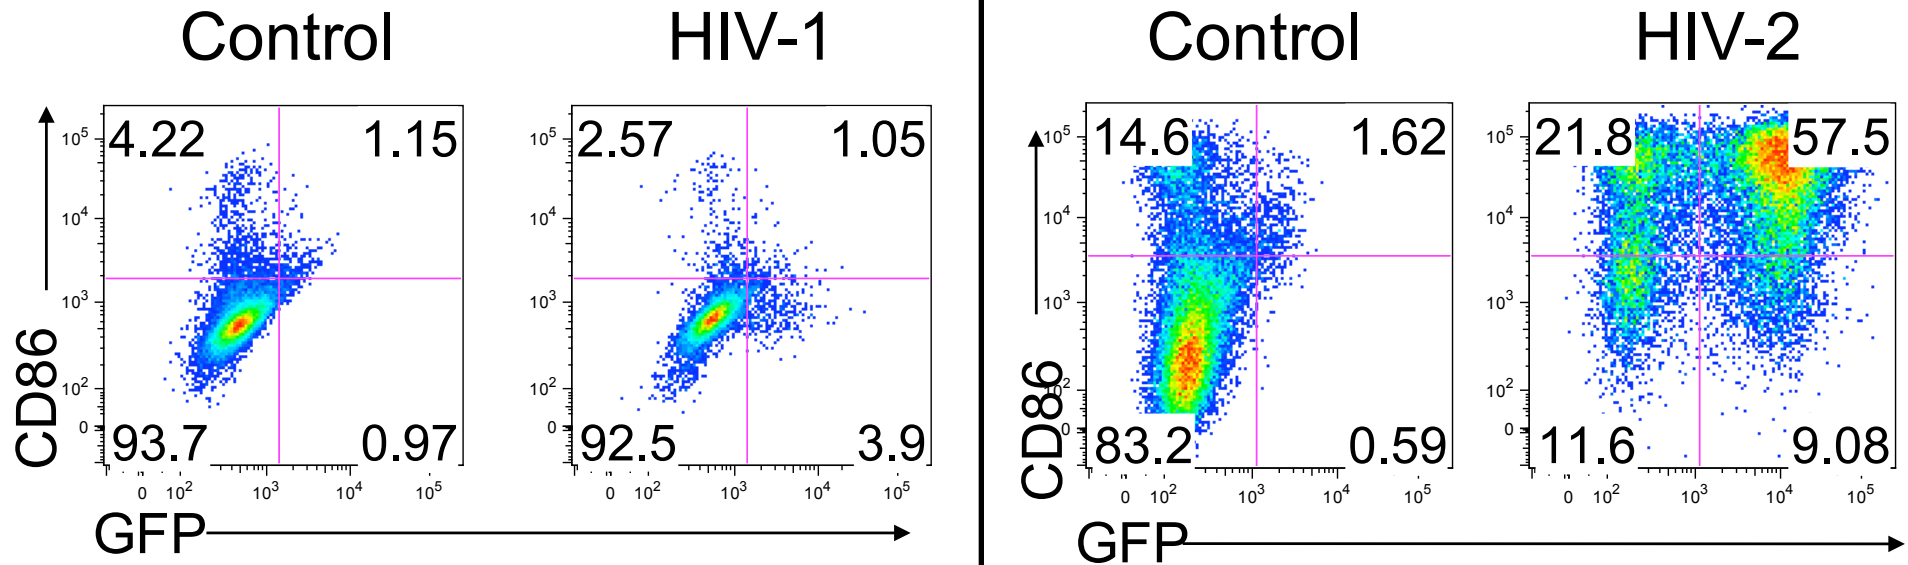 Control HIV-1 Control HIV-2
4.22 1.15 2.57 1.05 14.6 1.62 21.8 57.5
10^5 10^5 10^5 10^5
10^4 10^4 10^4 10^4
10^3 10^3 10^3 10^3
10^2 10^2 10^2 10^2
0 0 0 0
CD86 CD86
93.7 0.97 92.5 3.9 83.2 0.59 11.6 9.08
0 10^2 10^3 10^4 10^5 0 10^2 10^3 10^4 10^5 0 10^2 10^3 10^4 10^5 0 10^2 10^3 10^4 10^5
GFP GFP